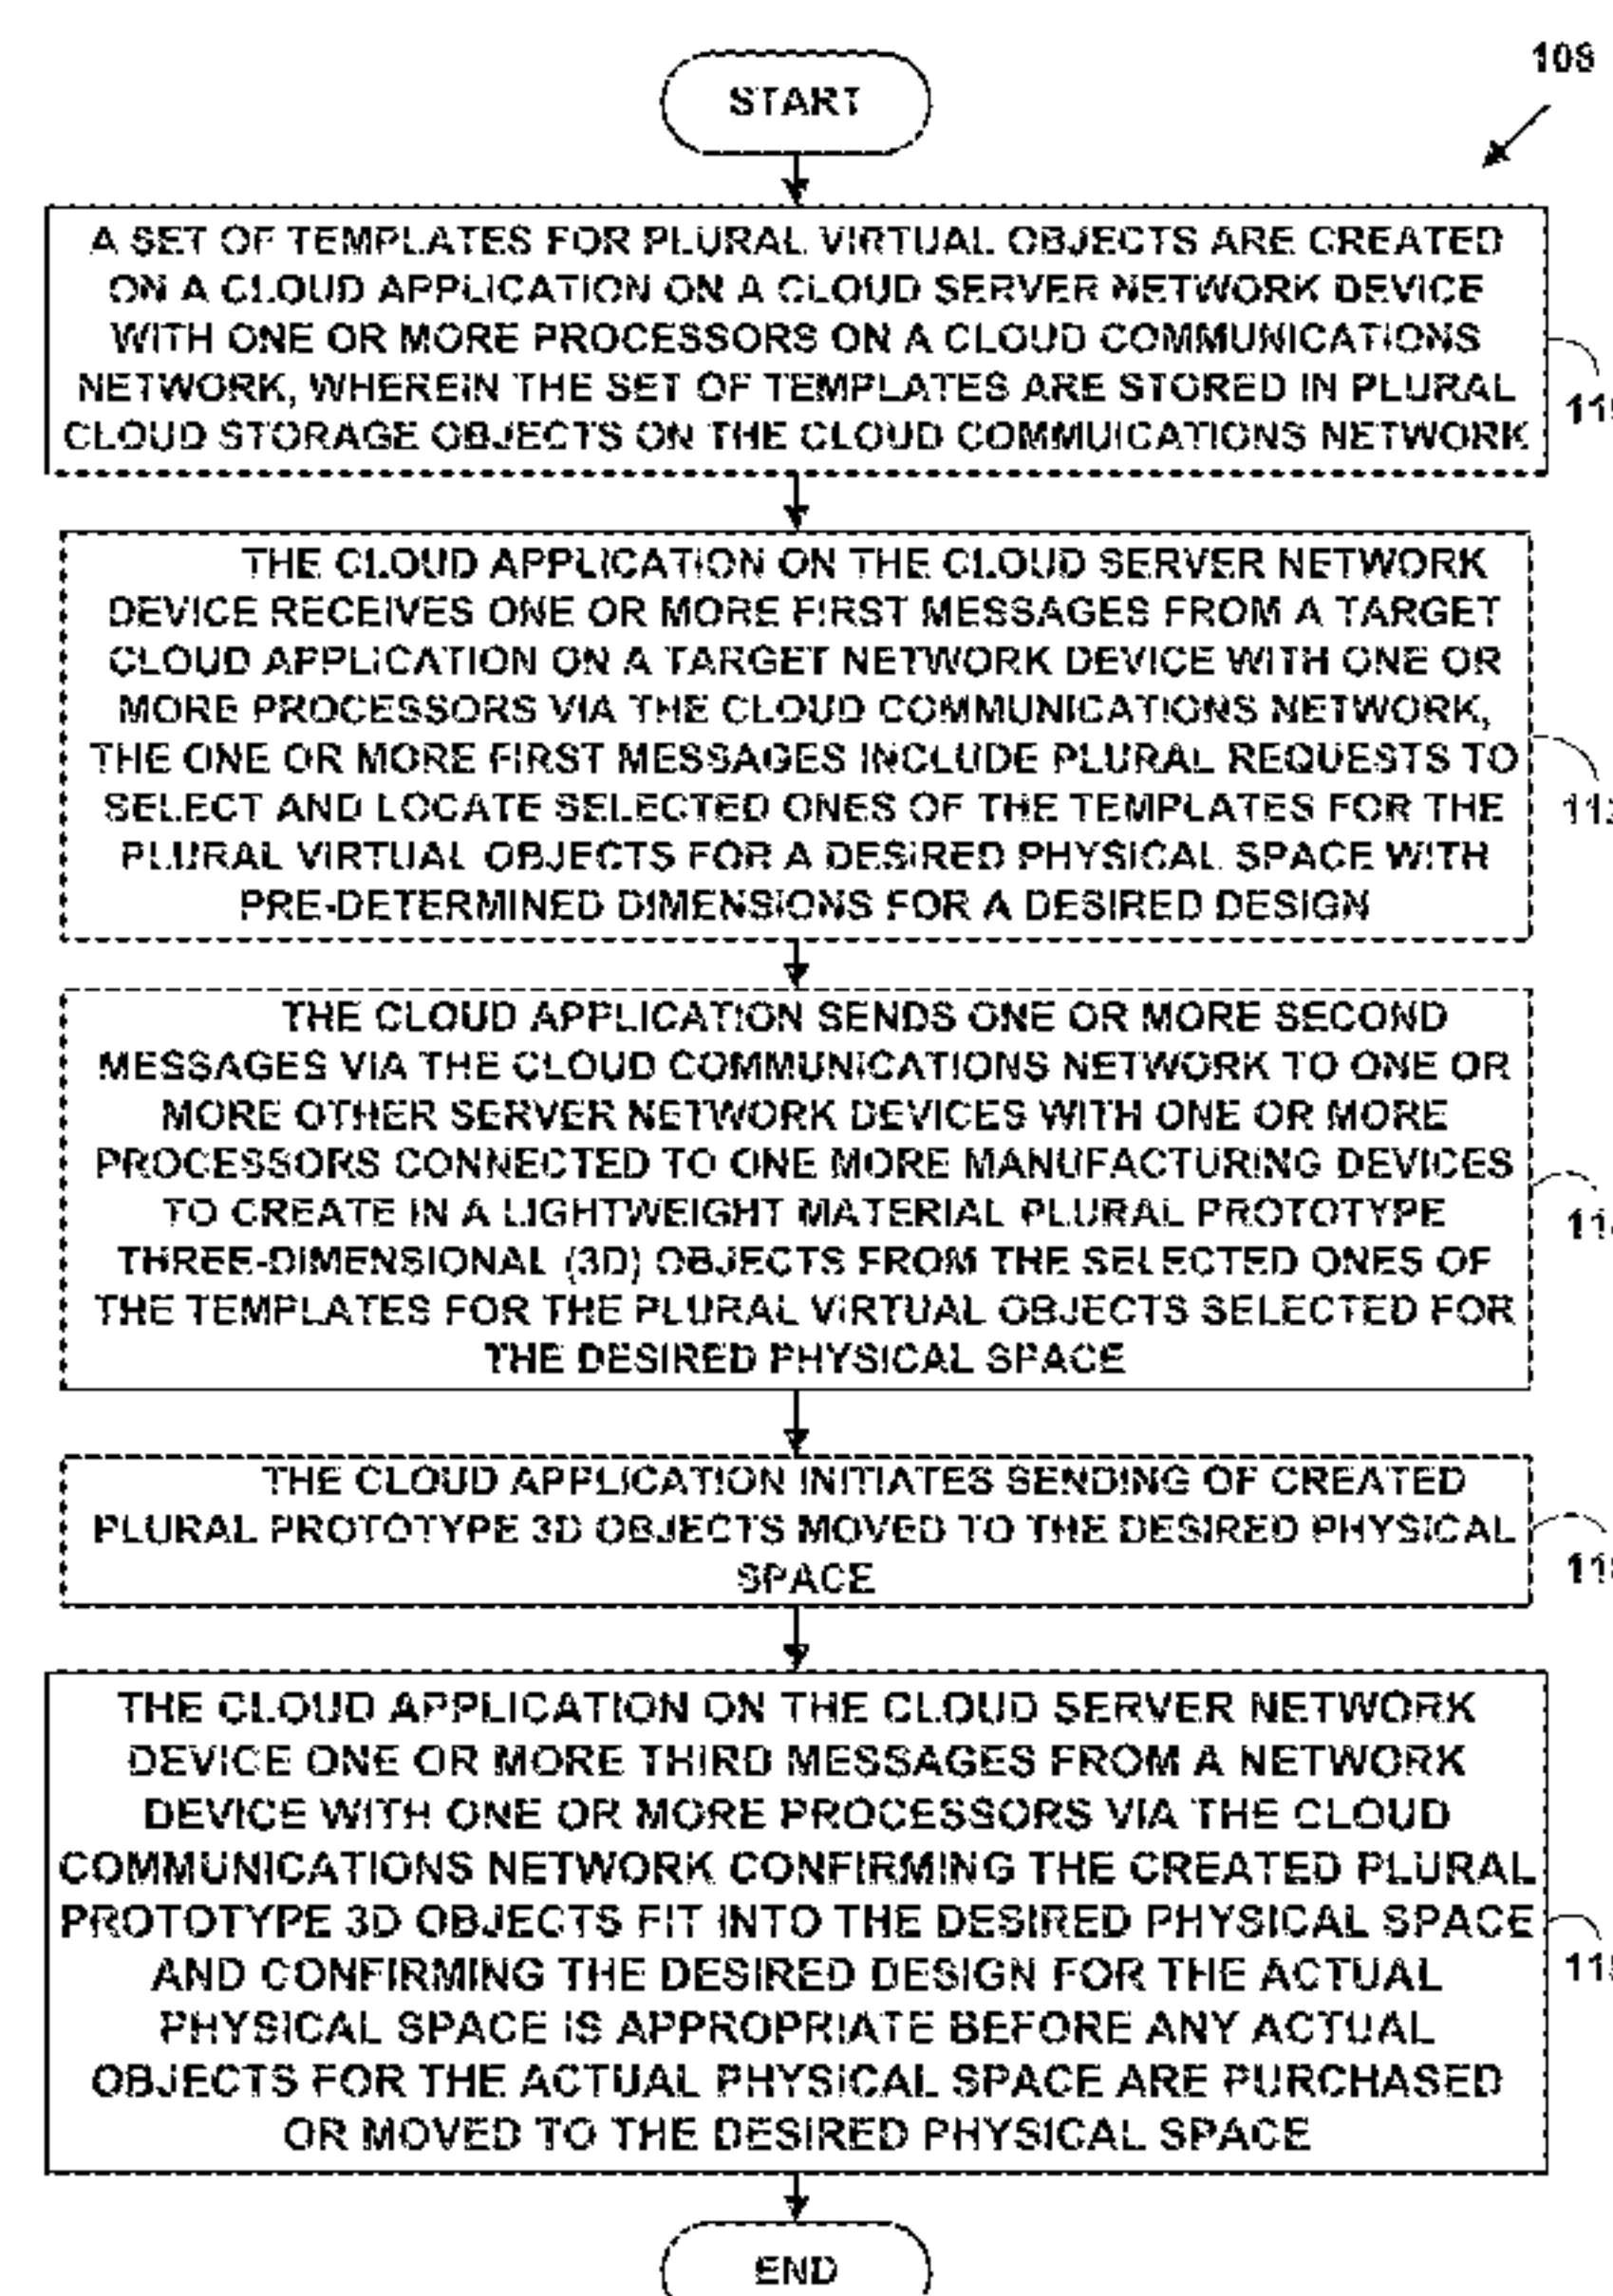 START
108
A SET OF TEMPLATES FOR PLURAL VIRTUAL OBJECTS ARE CREATED
ON A CLOUD APPLICATION ON A CLOUD SERVER NETWORK DEVICE
WITH ONE OR MORE PROCESSORS ON A CLOUD COMMUNICATIONS
NETWORK, WHEREIN THE SET OF TEMPLATES ARE STORED IN PLURAL
CLOUD STORAGE OBJECTS ON THE CLOUD COMMUICATIONS NETWORK
THE CLOUD APPLICATION ON THE CLOUD SERVER NETWORK
DEVICE RECEIVES ONE OR MORE FIRST MESSAGES FROM A TARGET
CLOUD APPLICATION ON A TARGET NETWORK DEVICE WITH ONE OR
MORE PROCESSORS VIA THE CLOUD COMMUNICATIONS NETWORK,
THE ONE OR MORE FIRST MESSAGES INCLUDE PLURAL REQUESTS TO
SELECT AND LOCATE SELECTED ONES OF THE TEMPLATES FOR THE
PLURAL VIRTUAL OBJECTS FOR A DESIRED PHYSICAL SPACE WITH
PRE-DETERMINED DIMENSIONS FOR A DESIRED DESIGN
THE CLOUD APPLICATION SENDS ONE OR MORE SECOND
MESSAGES VIA THE CLOUD COMMUNICATIONS NETWORK TO ONE OR
MORE OTHER SERVER NETWORK DEVICES WITH ONE OR MORE
PROCESSORS CONNECTED TO ONE MORE MANUFACTURING DEVICES
TO CREATE IN A LIGHTWEIGHT MATERIAL PLURAL PROTOTYPE
THREE-DIMENSIONAL (3D) OBJECTS FROM THE SELECTED ONES OF
THE TEMPLATES FOR THE PLURAL VIRTUAL OBJECTS SELECTED FOR
THE DESIRED PHYSICAL SPACE
THE CLOUD APPLICATION INITIATES SENDING OF CREATED
PLURAL PROTOTYPE 3D OBJECTS MOVED TO THE DESIRED PHYSICAL
SPACE
THE CLOUD APPLICATION ON THE CLOUD SERVER NETWORK
DEVICE ONE OR MORE THIRD MESSAGES FROM A NETWORK
DEVICE WITH ONE OR MORE PROCESSORS VIA THE CLOUD
COMMUNICATIONS NETWORK CONFIRMING THE CREATED PLURAL
PROTOTYPE 3D OBJECTS FIT INTO THE DESIRED PHYSICAL SPACE
AND CONFIRMING THE DESIRED DESIGN FOR THE ACTUAL
PHYSICAL SPACE IS APPROPRIATE BEFORE ANY ACTUAL
OBJECTS FOR THE ACTUAL PHYSICAL SPACE ARE PURCHASED
OR MOVED TO THE DESIRED PHYSICAL SPACE
END